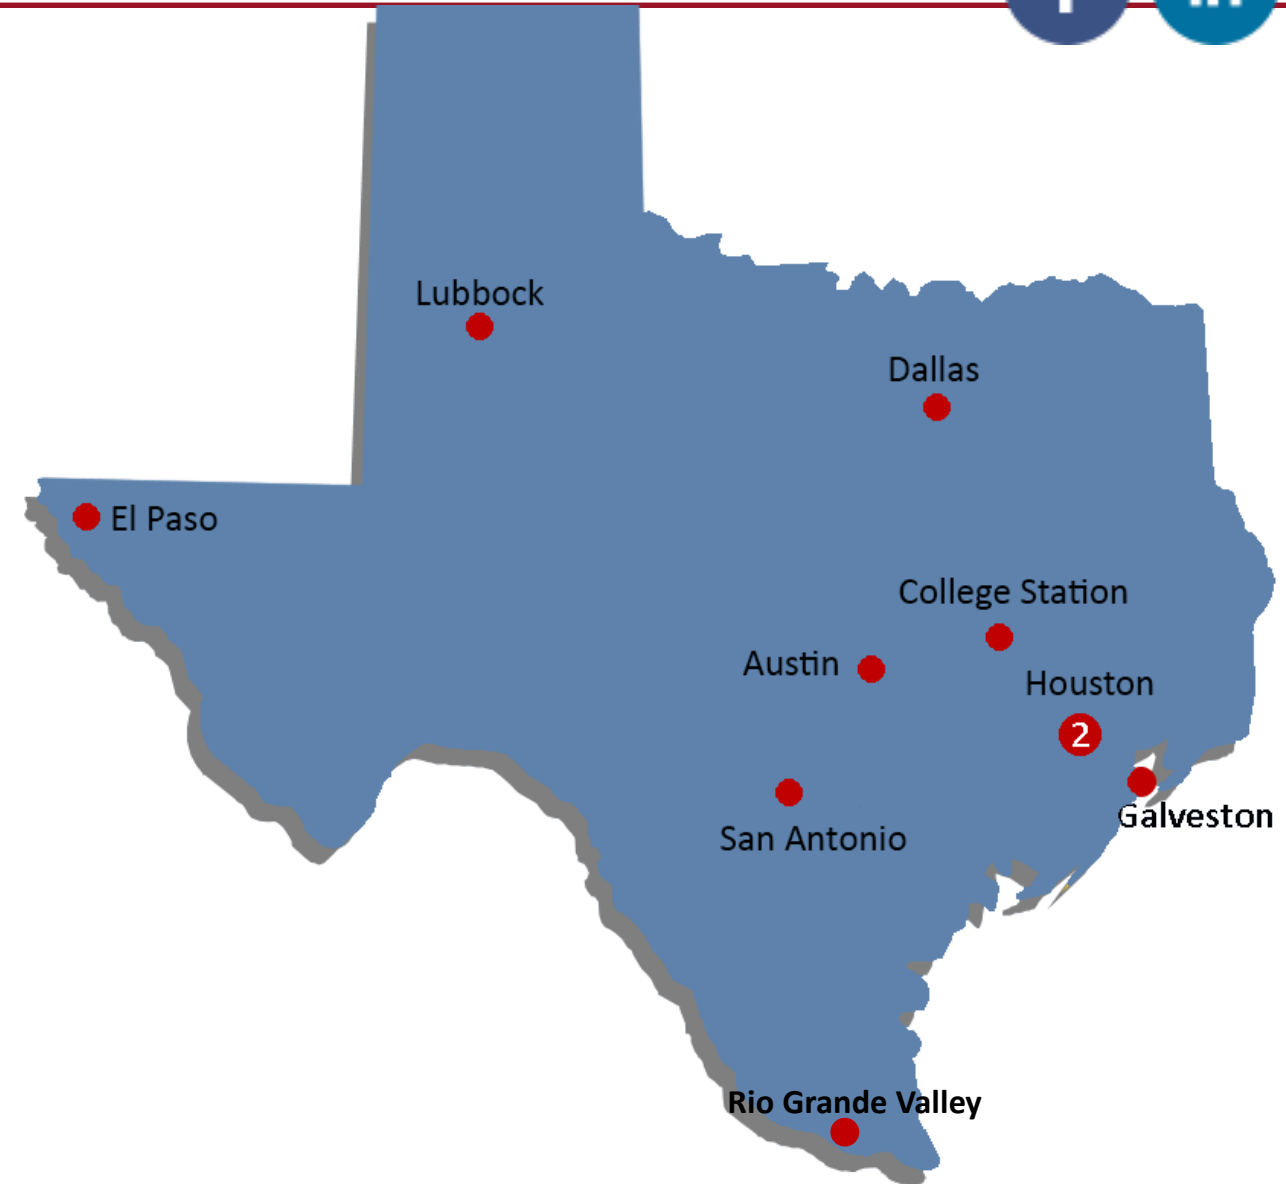 Lubbock
Dallas
El Paso
College Station
Austin
Houston
2
Galveston
San Antonio
Rio Grande Valley